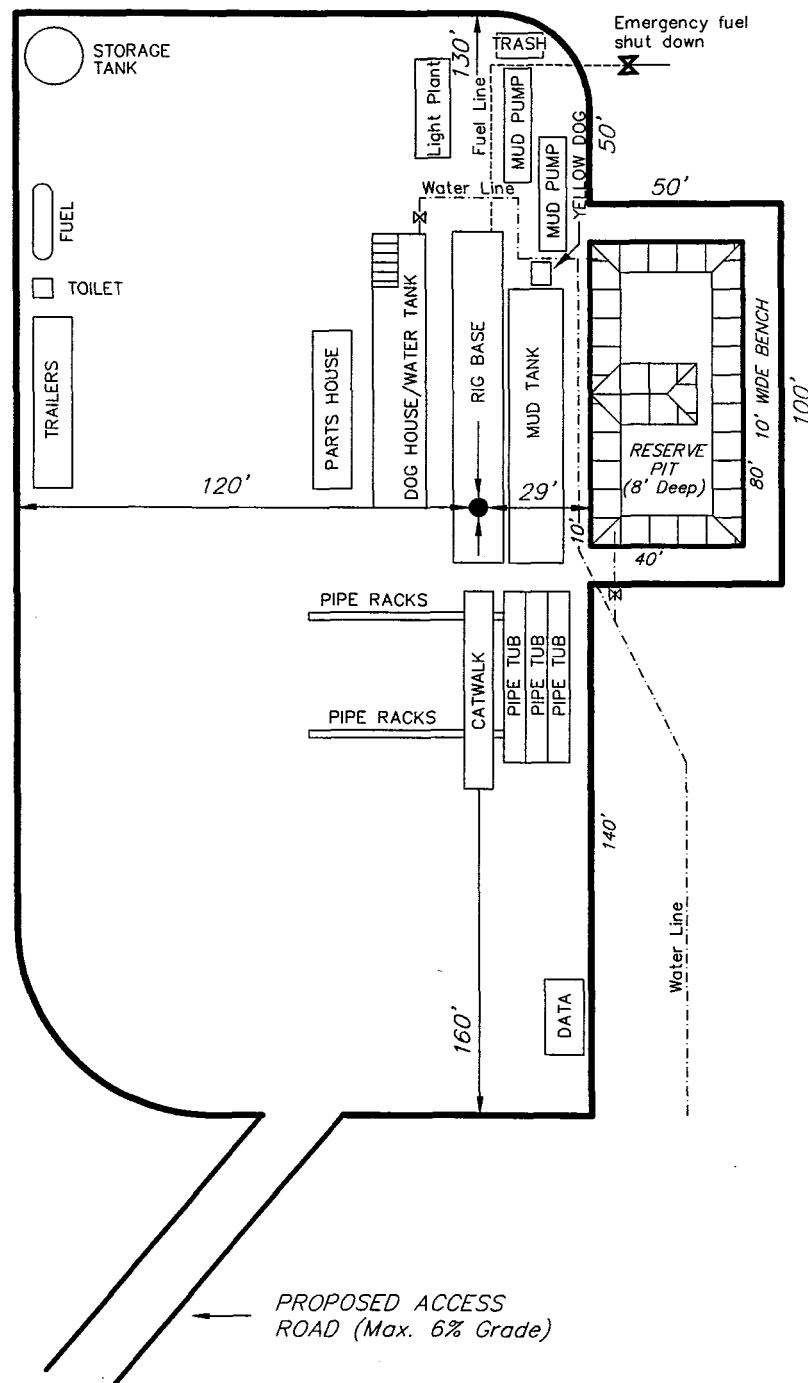 Emergency fuel
shut down
STORAGE
TANK
130'
TRASH
Light Plant
Fuel Line
MUD PUMP
MUD PUMP
YELLOW DOG
50'
Water Line
50'
FUEL
TOILET
TRAILERS
PARTS HOUSE
DOG HOUSE/WATER TANK
RIG BASE
MUD TANK
RESERVE
PIT
(8' Deep)
80'
10' WIDE BENCH
100'
120'
29'
10'
40'
PIPE RACKS
PIPE RACKS
CATWALK
PIPE TUB
PIPE TUB
PIPE TUB
140'
Water Line
160'
DATA
PROPOSED ACCESS
ROAD (Max. 6% Grade)